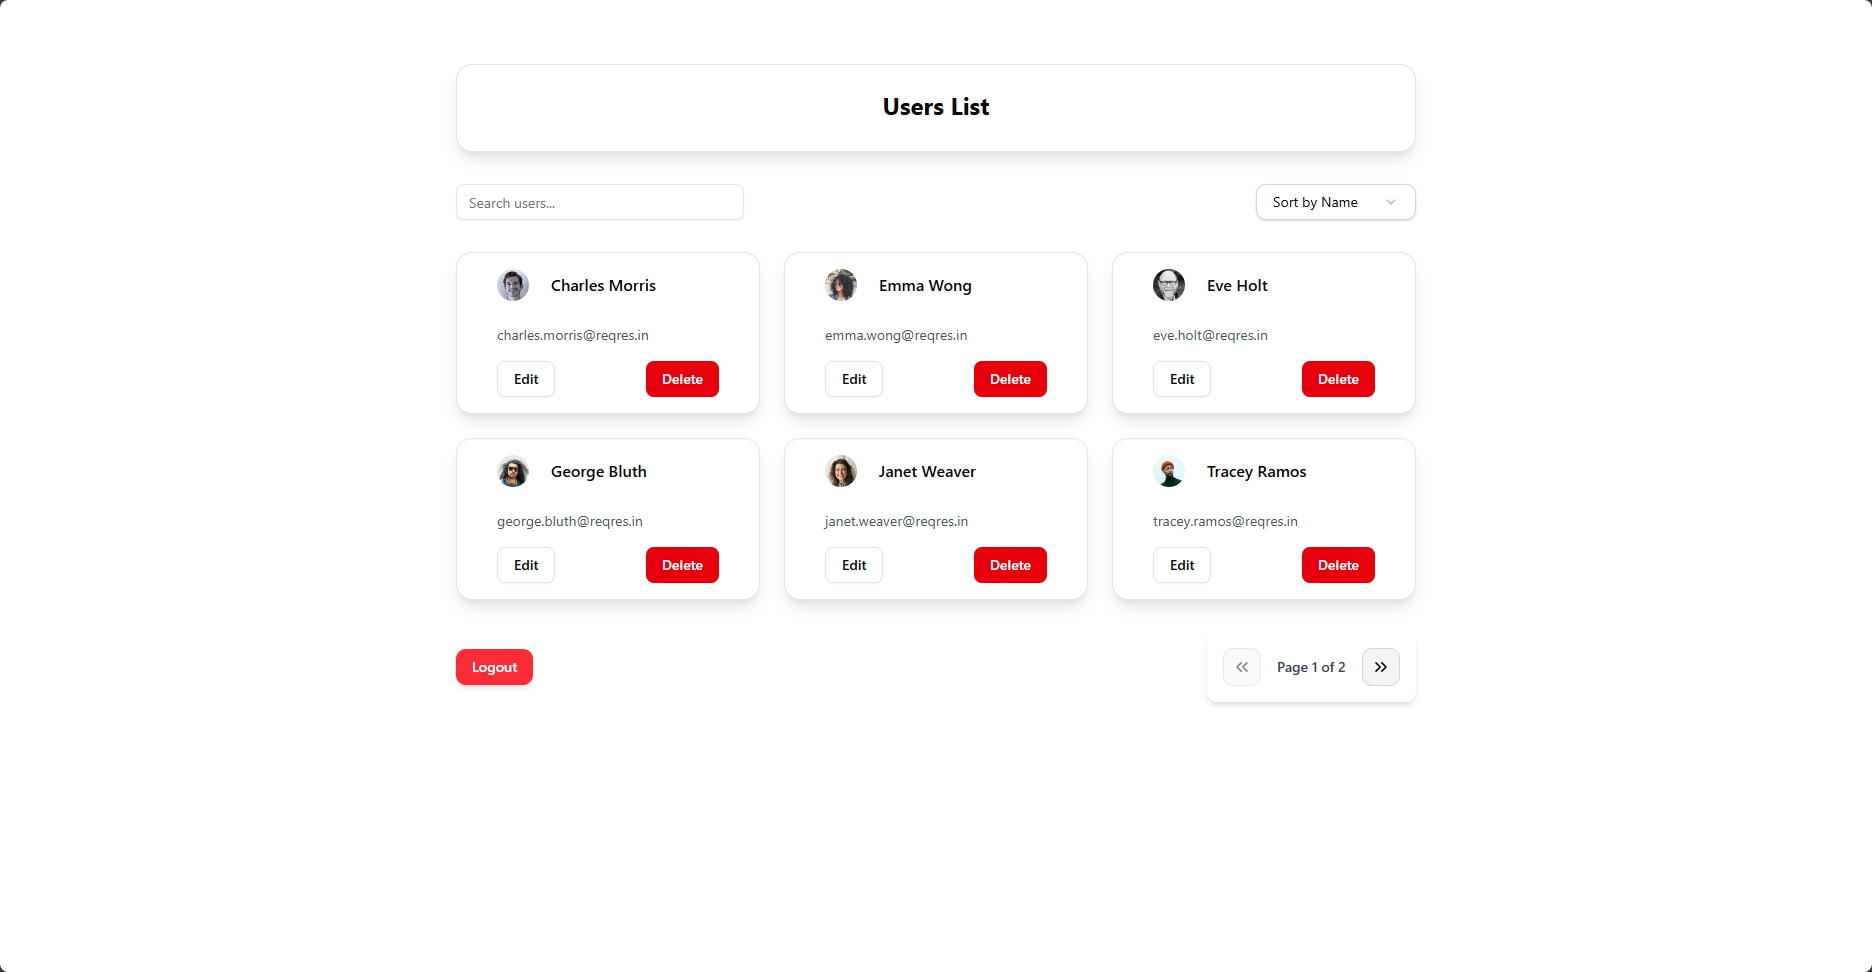 Users List
Search users...
Sort by Name
Charles Morris
charles.morris@reqres.in
Edit
Delete
Emma Wong
emma.wong@reqres.in
Edit
Delete
Eve Holt
eve.holt@reqres.in
Edit
Delete
George Bluth
george.bluth@reqres.in
Edit
Delete
Janet Weaver
janet.weaver@reqres.in
Edit
Delete
Tracey Ramos
tracey.ramos@reqres.in
Edit
Delete
Logout
Page 1 of 2